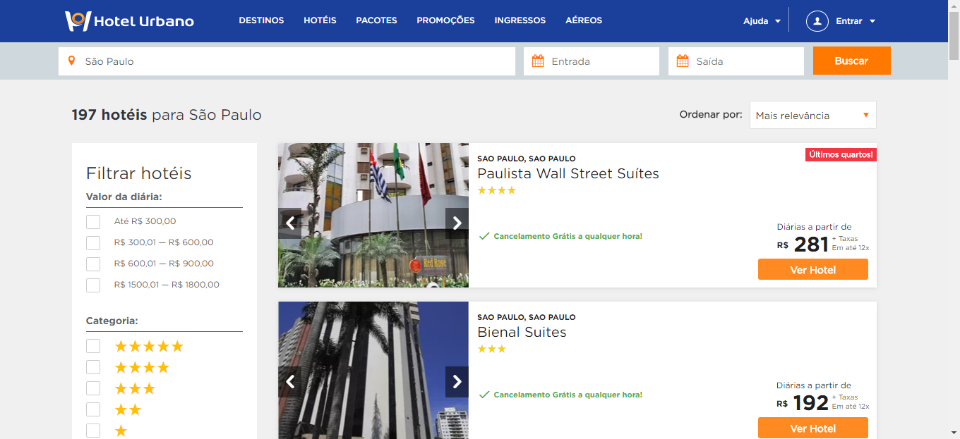 Hotel Urbano
DESTINOS HOTÉIS PACOTES PROMOÇÕES INGRESSOS AÉREOS
Ajuda Entrar
São Paulo
Entrada
Saída
Buscar
197 hotéis para São Paulo
Ordenar por: Mais relevância
Filtrar hotéis
Valor da diária:
Até R$ 300,00
R$ 300,01 — R$ 600,00
R$ 600,01 — R$ 900,00
R$ 1500,01 — R$ 1800,00
Categoria:
Últimos quartos!
SAO PAULO, SAO PAULO
Paulista Wall Street Suítes
Cancelamento Grátis a qualquer hora!
Diárias a partir de
R$ 281 + Taxas
Em até 12x
Ver Hotel
SAO PAULO, SAO PAULO
Bienal Suites
Cancelamento Grátis a qualquer hora!
Diárias a partir de
R$ 192 + Taxas
Em até 12x
Ver Hotel